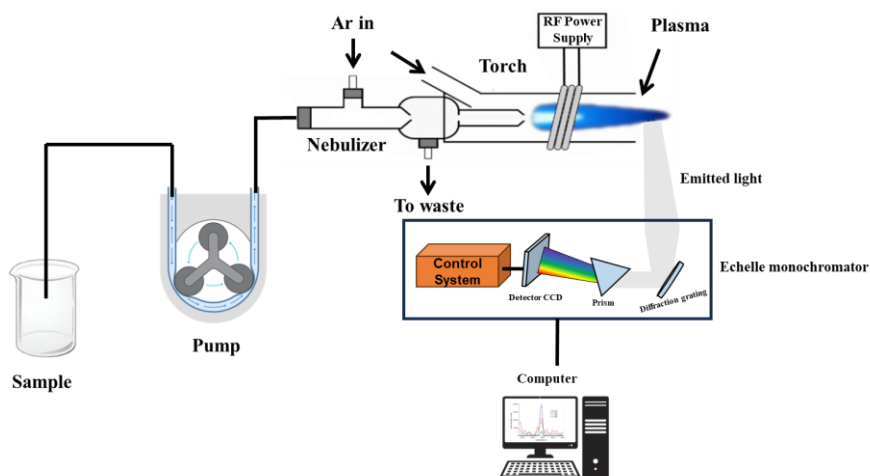 Ar in
RF Power
Supply
Plasma
Torch
Nebulizer
To waste
Emitted light
Control
System
Detector CCD
Prism
Diffraction grating
Echelle monochromator
Pump
Sample
Computer